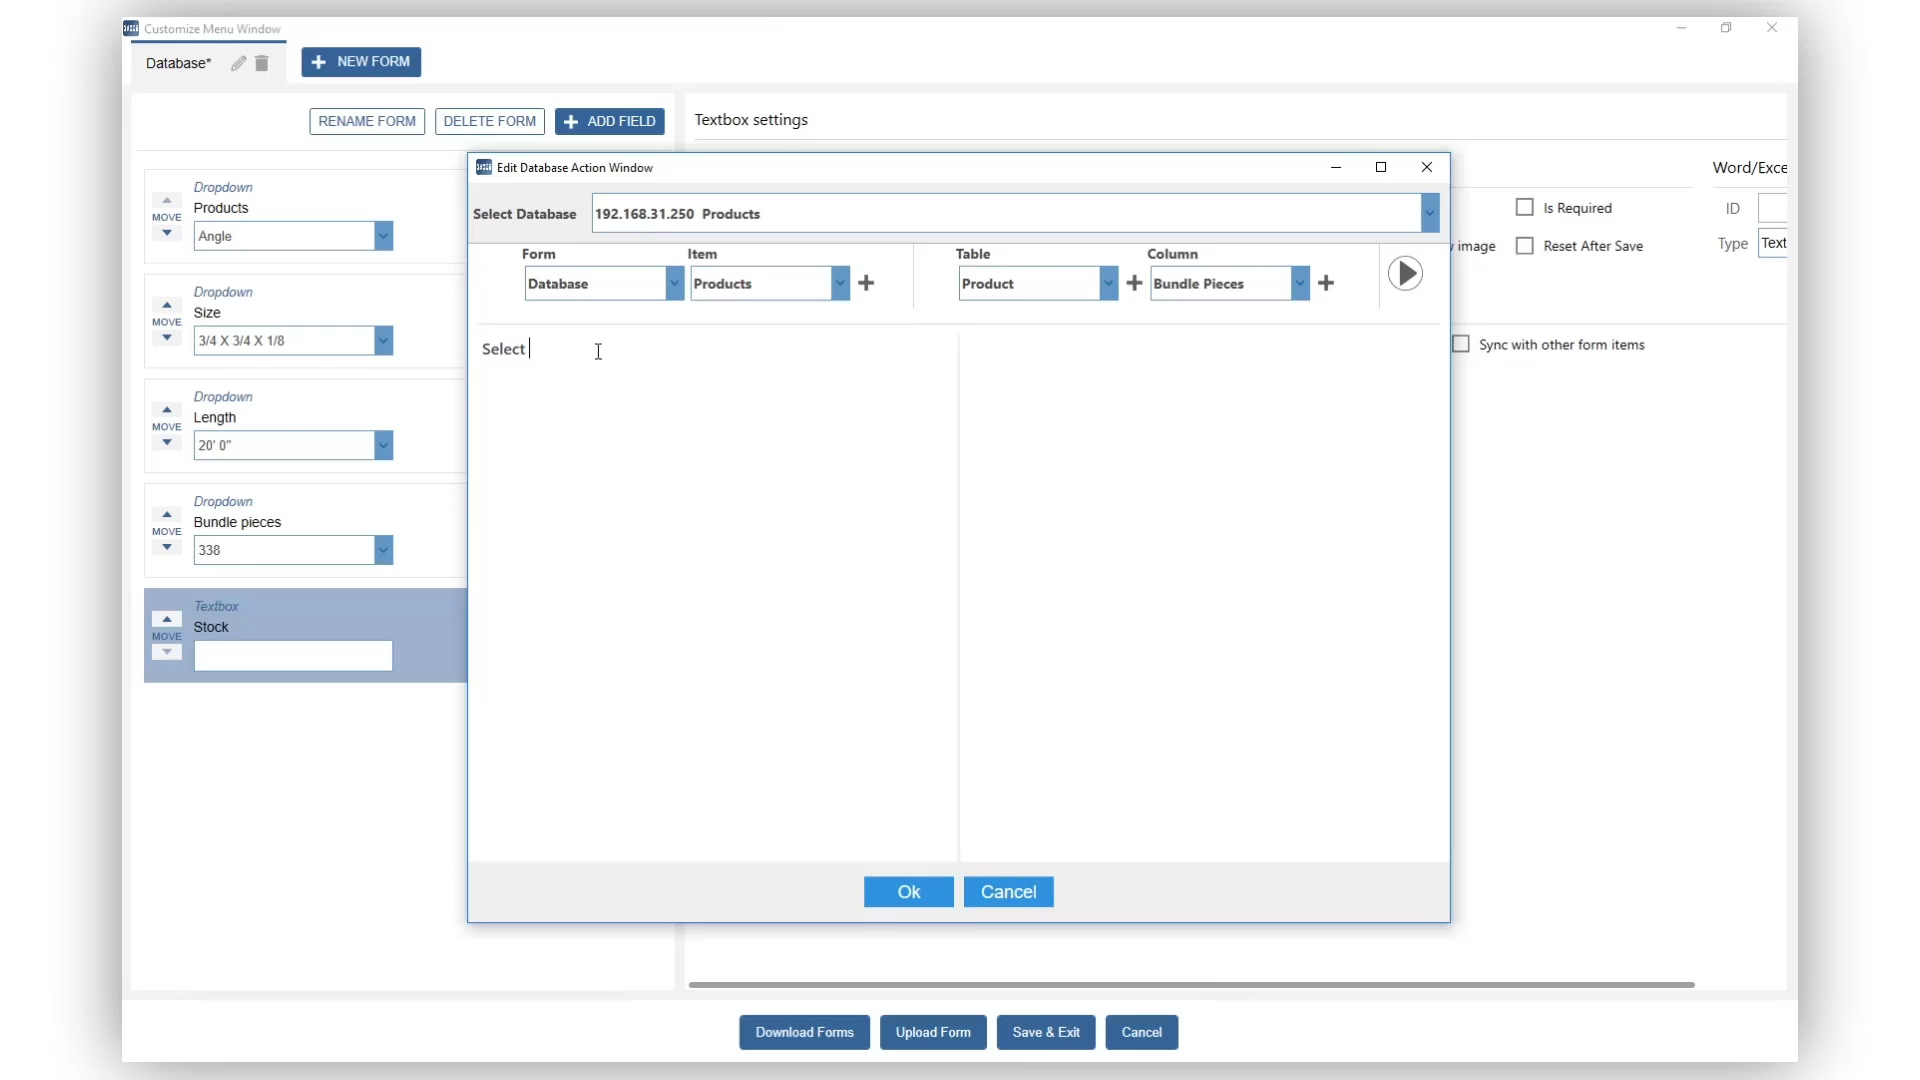 Customize Menu Window
Database*
NEW FORM
RENAME FORM
DELETE FORM
ADD FIELD
Textbox settings
Dropdown
Products
MOVE
Angle
Dropdown
Size
MOVE
3/4 X 3/4 X 1/8
Dropdown
Length
MOVE
20' 0"
Dropdown
Bundle pieces
MOVE
338
Textbox
Stock
MOVE
Edit Database Action Window
Select Database
192.168.31.250 Products
Form
Item
Table
Column
Database
Products
Product
Bundle Pieces
Select
Ok
Cancel
Word/Exce
Is Required
ID
image
Reset After Save
Type
Text
Sync with other form items
Download Forms
Upload Form
Save & Exit
Cancel